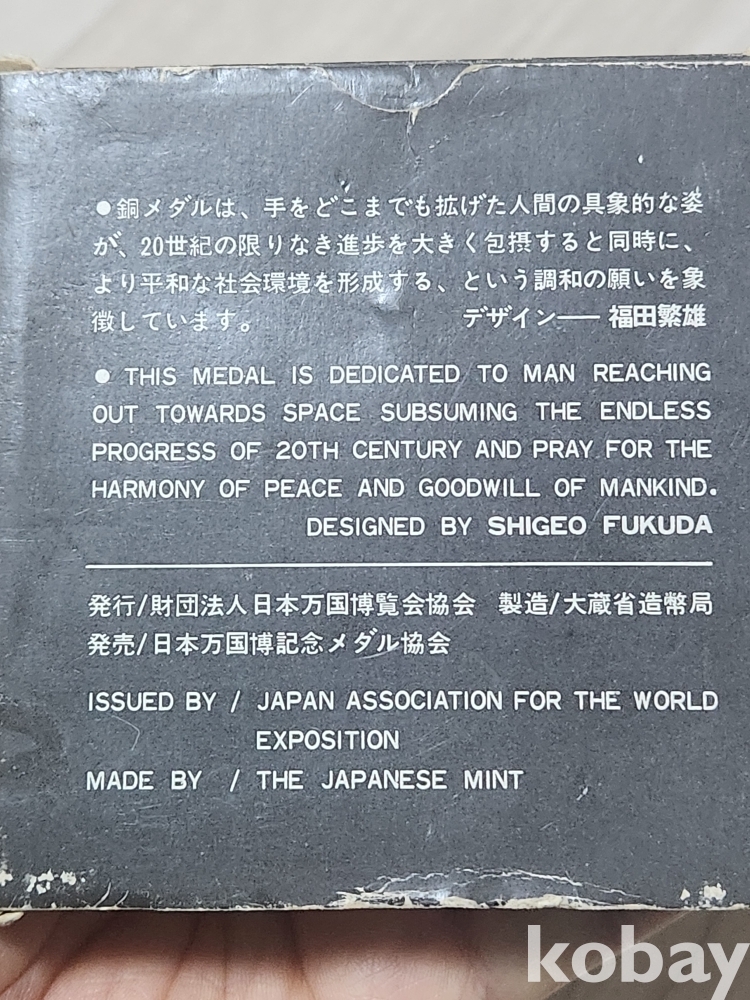 ●銅メダルは、手をどこまでも拡げた人間の具象的な姿
が、20世紀の限りなき進歩を大きく包摂すると同時に、
より平和な社会環境を形成する、という調和の願いを象
徴しています。 デザイン── 福田繁雄
● THIS MEDAL IS DEDICATED TO MAN REACHING
OUT TOWARDS SPACE SUBSUMING THE ENDLESS
PROGRESS OF 20TH CENTURY AND PRAY FOR THE
HARMONY OF PEACE AND GOODWILL OF MANKIND.
DESIGNED BY SHIGEO FUKUDA
発行/財団法人日本万国博覧会協会 製造/大蔵省造幣局
発売/日本万国博記念メダル協会
ISSUED BY / JAPAN ASSOCIATION FOR THE WORLD
EXPOSITION
MADE BY / THE JAPANESE MINT
kobay